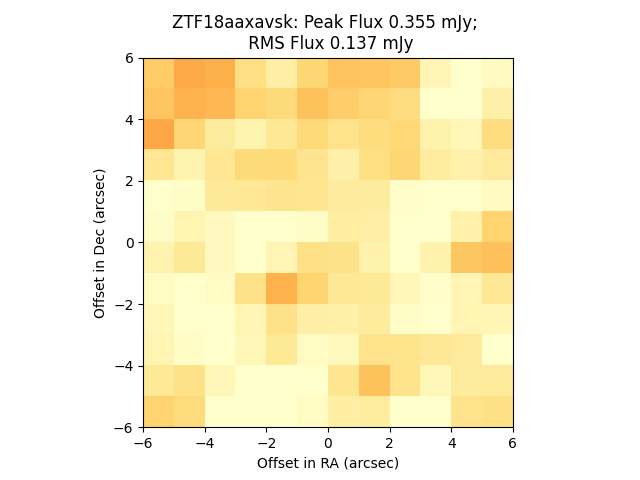 ZTF18aaxavsk: Peak Flux 0.355 mJy;
RMS Flux 0.137 mJy
6
4
2
0
−2
−4
−6
Offset in Dec (arcsec)
−6 −4 −2 0 2 4 6
Offset in RA (arcsec)